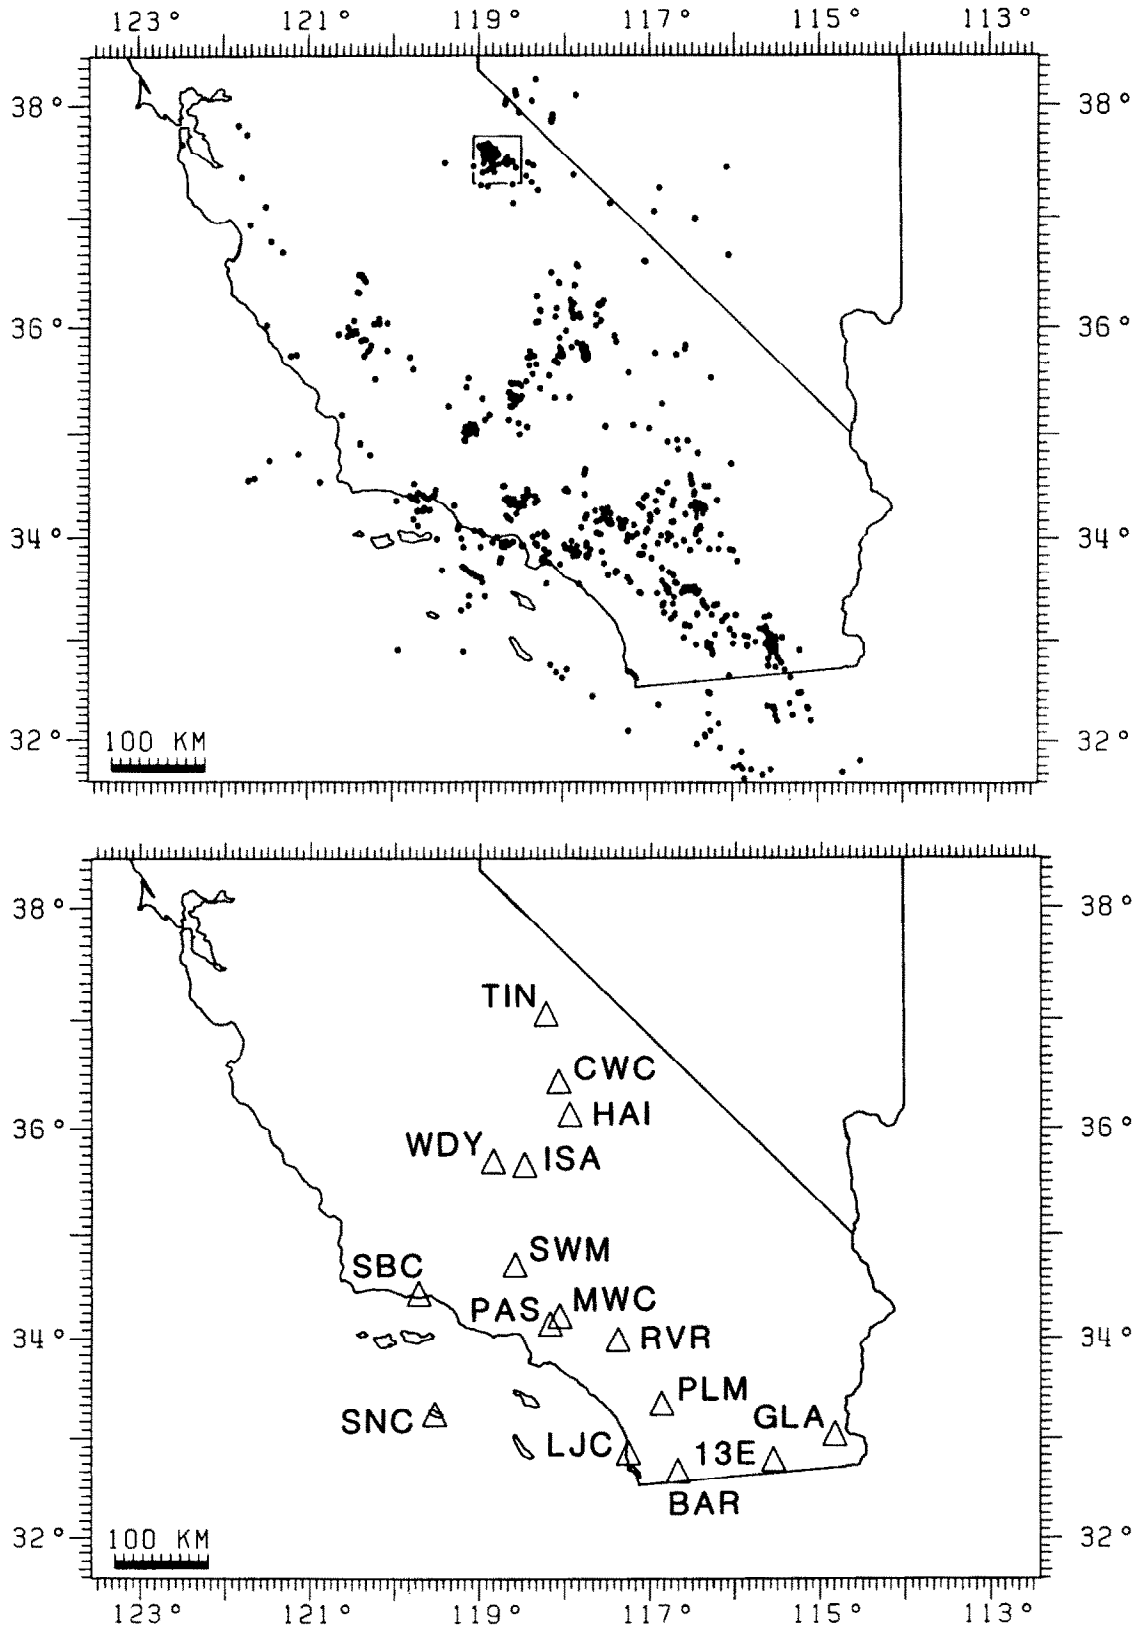 123° 121° 119° 117° 115° 113°
38° 38°
36° 36°
34° 34°
32° 32°
100 KM
38° 38°
TIN
CWC
HAI
36° 36°
WDY
ISA
SWM
SBC
MWC
PAS
34° 34°
RVR
PLM
GLA
SNC
LJC
13E
BAR
32° 32°
100 KM
123° 121° 119° 117° 115° 113°